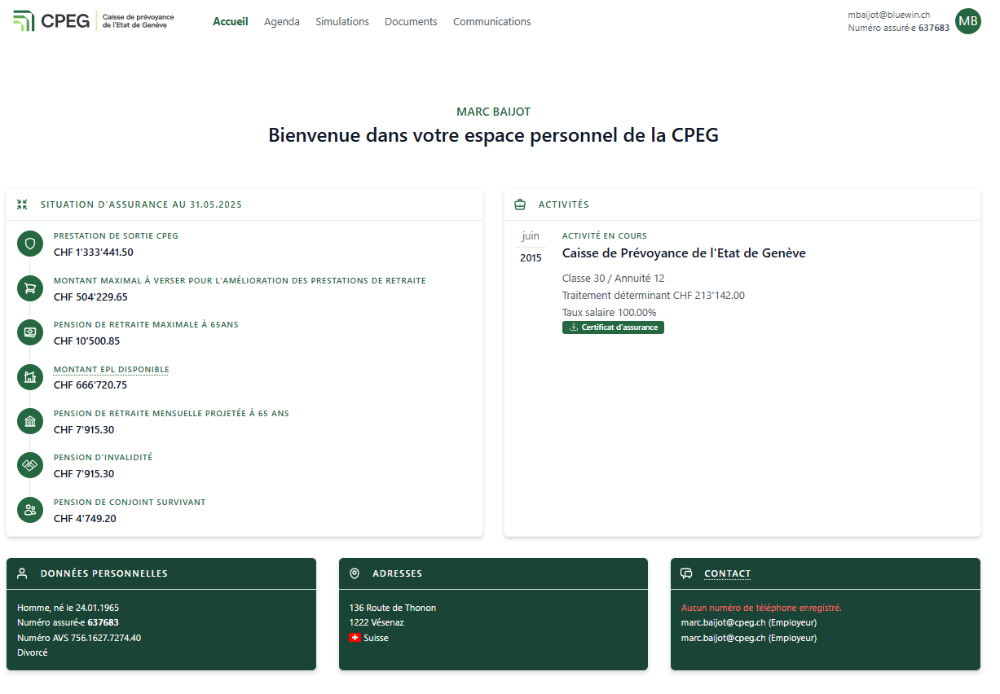 CPEG
Caisse de prévoyance
de l'Etat de Genève
Accueil
Agenda
Simulations
Documents
Communications
mbaijot@bluewin.ch
Numéro assuré·e 637683
MB
MARC BAIJOT
Bienvenue dans votre espace personnel de la CPEG
SITUATION D'ASSURANCE AU 31.05.2025
PRESTATION DE SORTIE CPEG
CHF 1'333'441.50
MONTANT MAXIMAL À VERSER POUR L'AMÉLIORATION DES PRESTATIONS DE RETRAITE
CHF 504'229.65
PENSION DE RETRAITE MAXIMALE À 65ANS
CHF 10'500.85
MONTANT EPL DISPONIBLE
CHF 666'720.75
PENSION DE RETRAITE MENSUELLE PROJETÉE À 65 ANS
CHF 7'915.30
PENSION D'INVALIDITÉ
CHF 7'915.30
PENSION DE CONJOINT SURVIVANT
CHF 4'749.20
ACTIVITÉS
juin
2015
ACTIVITÉ EN COURS
Caisse de Prévoyance de l'Etat de Genève
Classe 30 / Annuité 12
Traitement déterminant CHF 213'142.00
Taux salaire 100.00%
Certificat d'assurance
DONNÉES PERSONNELLES
Homme, né le 24.01.1965
Numéro assuré·e 637683
Numéro AVS 756.1627.7274.40
Divorcé
ADRESSES
136 Route de Thonon
1222 Vésenaz
Suisse
CONTACT
Aucun numéro de téléphone enregistré.
marc.baijot@cpeg.ch (Employeur)
marc.baijot@cpeg.ch (Employeur)